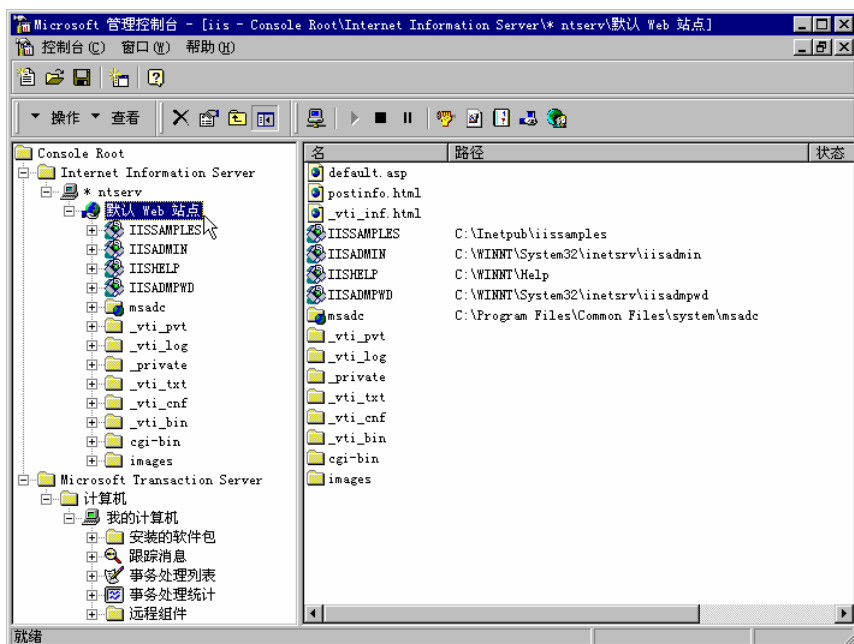 Microsoft 管理控制台 - [iis - Console Root\Internet Information Server\* ntserv\默认 Web 站点]
控制台(C) 窗口(W) 帮助(H)
操作 查看
Console Root
Internet Information Server
* ntserv
默认 Web 站点
IISSAMPLES
IISADMIN
IISHELP
IISADMPWD
msadc
_vti_pvt
_vti_log
_private
_vti_txt
_vti_cnf
_vti_bin
cgi-bin
images
Microsoft Transaction Server
计算机
我的计算机
安装的软件包
跟踪消息
事务处理列表
事务处理统计
远程组件
名 路径 状态
default.asp
postinfo.html
_vti_inf.html
IISSAMPLES C:\Inetpub\iissamples
IISADMIN C:\WINNT\System32\inetsrv\iisadmin
IISHELP C:\WINNT\Help
IISADMPWD C:\WINNT\System32\inetsrv\iisadmpwd
msadc C:\Program Files\Common Files\system\msadc
_vti_pvt
_vti_log
_private
_vti_txt
_vti_cnf
_vti_bin
cgi-bin
images
就绪